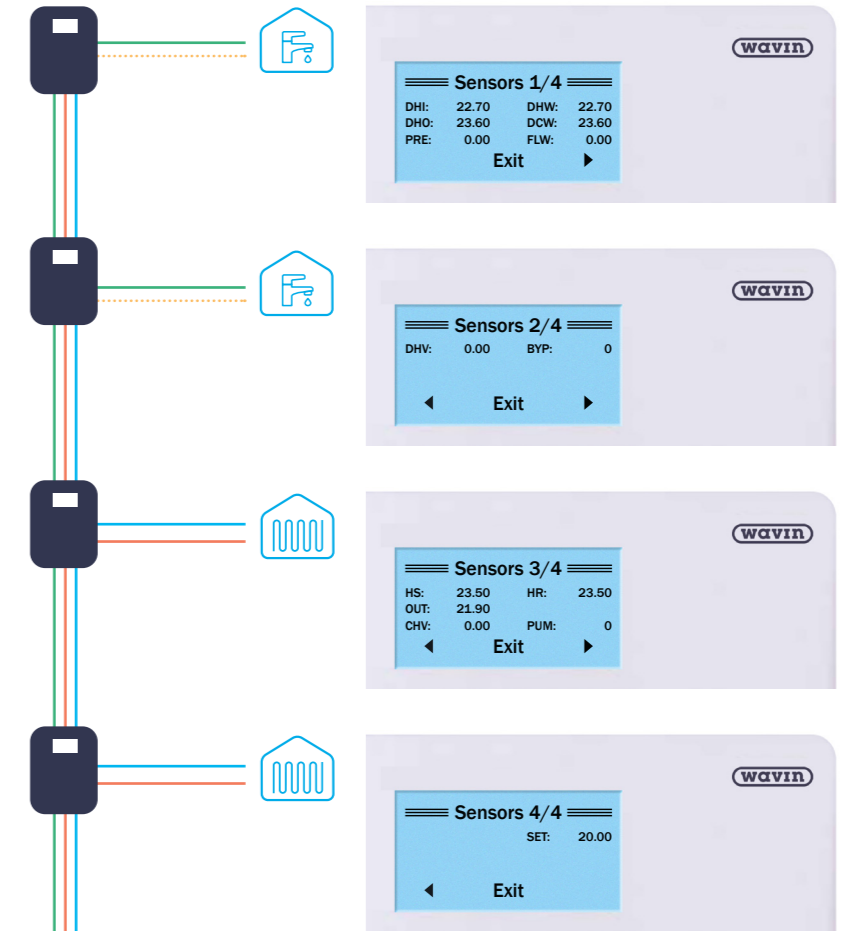 wavin
Sensors 1/4
DHI: 22.70 DHW: 22.70
DHO: 23.60 DCW: 23.60
PRE: 0.00 FLW: 0.00
Exit
wavin
Sensors 2/4
DHV: 0.00 BYP: 0
Exit
wavin
Sensors 3/4
HS: 23.50 HR: 23.50
OUT: 21.90
CHV: 0.00 PUM: 0
Exit
wavin
Sensors 4/4
SET: 20.00
Exit